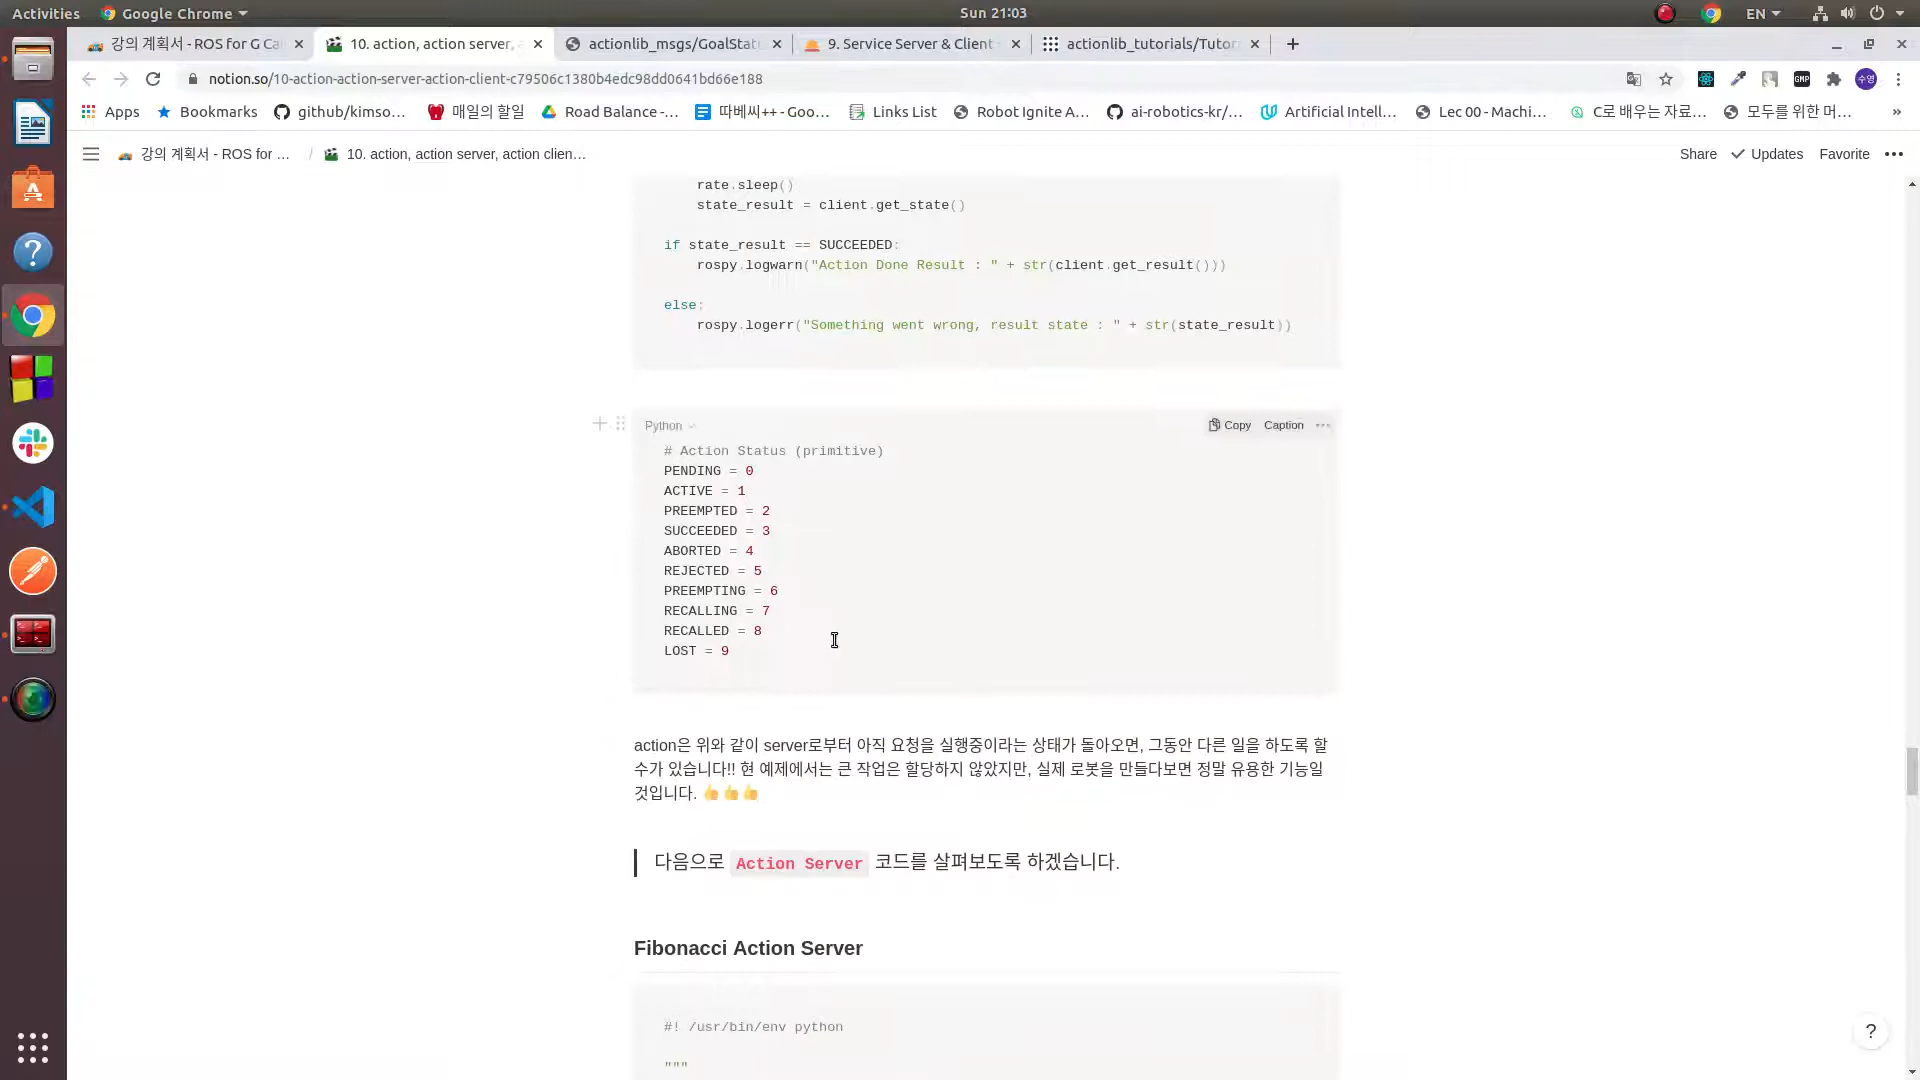 Activities
Google Chrome
Sun 21:03
EN
강의 계획서 - ROS for G Ca
10. action, action server, a
actionlib_msgs/GoalStat
9. Service Server & Client
actionlib_tutorials/Tutor
notion.so/10-action-action-server-action-client-c79506c1380b4edc98dd0641bd66e188
GMP
수영
Apps
Bookmarks
github/kimso...
매일의 할일
Road Balance -...
따베씨++ - Goo...
Links List
Robot Ignite A...
ai-robotics-kr/...
Artificial Intell...
Lec 00 - Machi...
C로 배우는 자료...
모두를 위한 머...
»
강의 계획서 - ROS for ...
/
10. action, action server, action clien...
Share
Updates
Favorite
rate.sleep()
state_result = client.get_state()
if state_result == SUCCEEDED:
rospy.logwarn("Action Done Result : " + str(client.get_result()))
else:
rospy.logerr("Something went wrong, result state : " + str(state_result))
Python
Copy
Caption
# Action Status (primitive)
PENDING = 0
ACTIVE = 1
PREEMPTED = 2
SUCCEEDED = 3
ABORTED = 4
REJECTED = 5
PREEMPTING = 6
RECALLING = 7
RECALLED = 8
LOST = 9
action은 위와 같이 server로부터 아직 요청을 실행중이라는 상태가 돌아오면, 그동안 다른 일을 하도록 할
수가 있습니다!! 현 예제에서는 큰 작업은 할당하지 않았지만, 실제 로봇을 만들다보면 정말 유용한 기능일
것입니다. 👍👍👍
다음으로 Action Server 코드를 살펴보도록 하겠습니다.
Fibonacci Action Server
#! /usr/bin/env python
"""
?